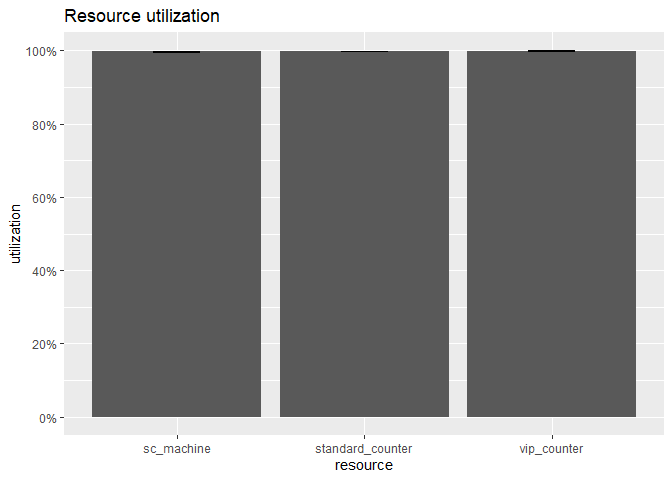 Resource utilization
100%
80%
60%
40%
20%
0%
utilization
sc_machine standard_counter vip_counter
resource